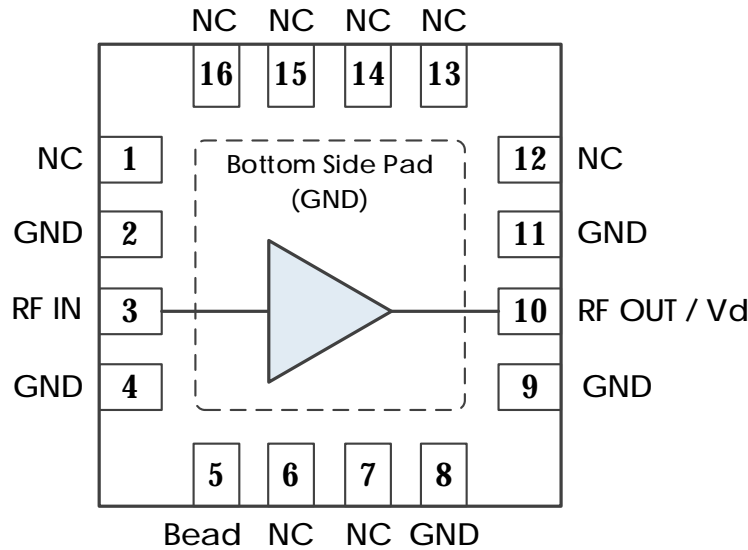 NC NC NC NC
16 15 14 13
NC 1 Bottom Side Pad 12 NC
(GND)
GND 2 11 GND
RF IN 3 10 RF OUT / Vd
GND 4 9 GND
5 6 7 8
Bead NC NC GND